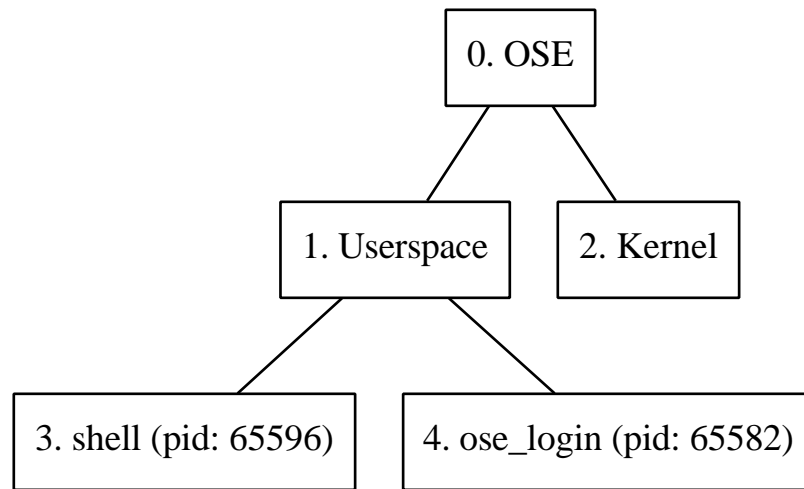 0. OSE
1. Userspace
2. Kernel
3. shell (pid: 65596)
4. ose_login (pid: 65582)